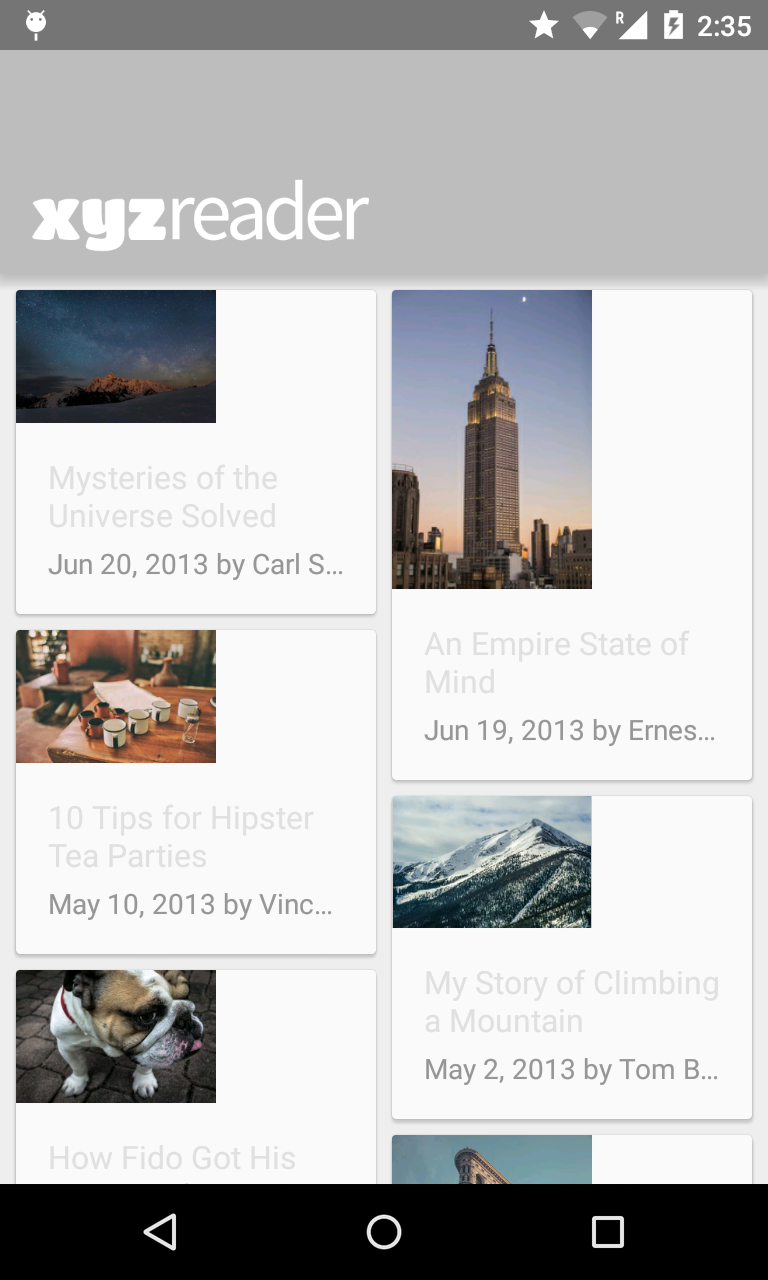 R
2:35
xyzreader
Mysteries of the
Universe Solved
Jun 20, 2013 by Carl S...
An Empire State of
Mind
Jun 19, 2013 by Ernes...
10 Tips for Hipster
Tea Parties
May 10, 2013 by Vinc...
My Story of Climbing
a Mountain
May 2, 2013 by Tom B...
How Fido Got His